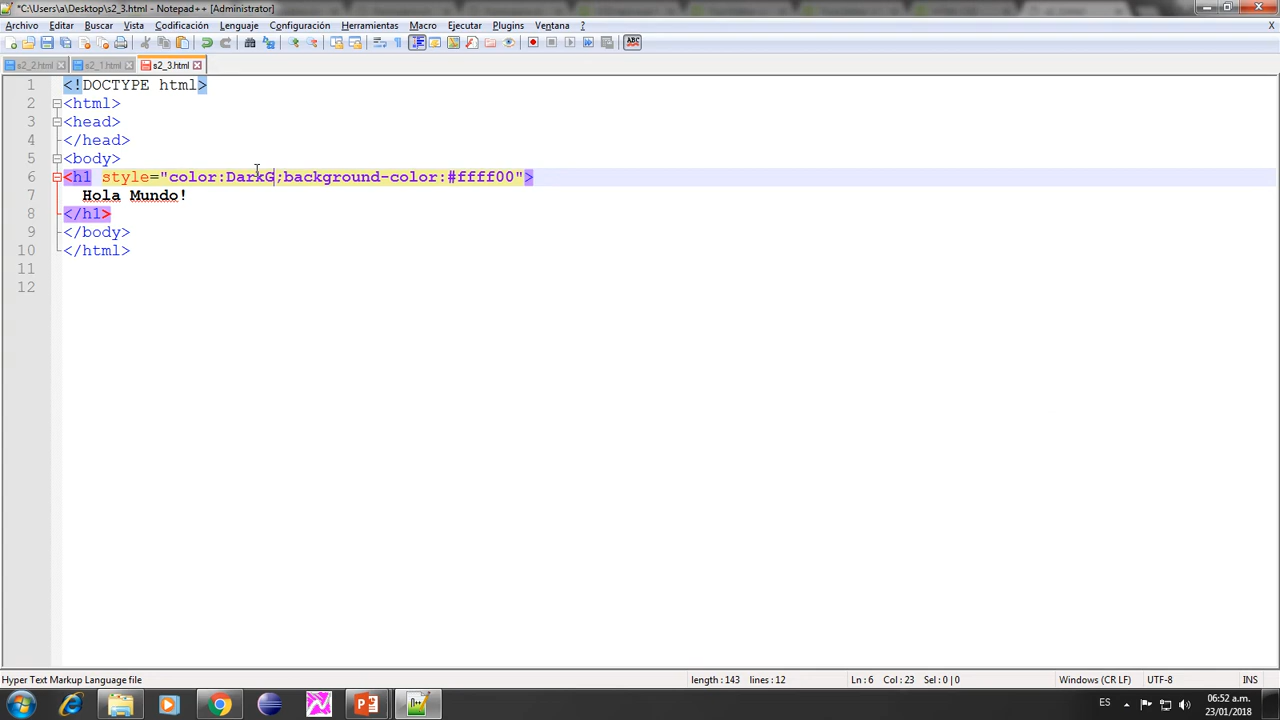 *C:\Users\a\Desktop\s2_3.html - Notepad++ [Administrator]
Archivo Editar Buscar Vista Codificación Lenguaje Configuración Herramientas Macro Ejecutar Plugins Ventana ? X
s2_2.html s2_1.html s2_3.html
1 <!DOCTYPE html>
2 <html>
3 <head>
4 </head>
5 <body>
6 <h1 style="color:DarkG;background-color:#ffff00">
7 Hola Mundo!
8 </h1>
9 </body>
10 </html>
11
12
Hyper Text Markup Language file length : 143 lines : 12 Ln : 6 Col : 23 Sel : 0 | 0 Windows (CR LF) UTF-8 INS
ES 06:52 a.m.
23/01/2018